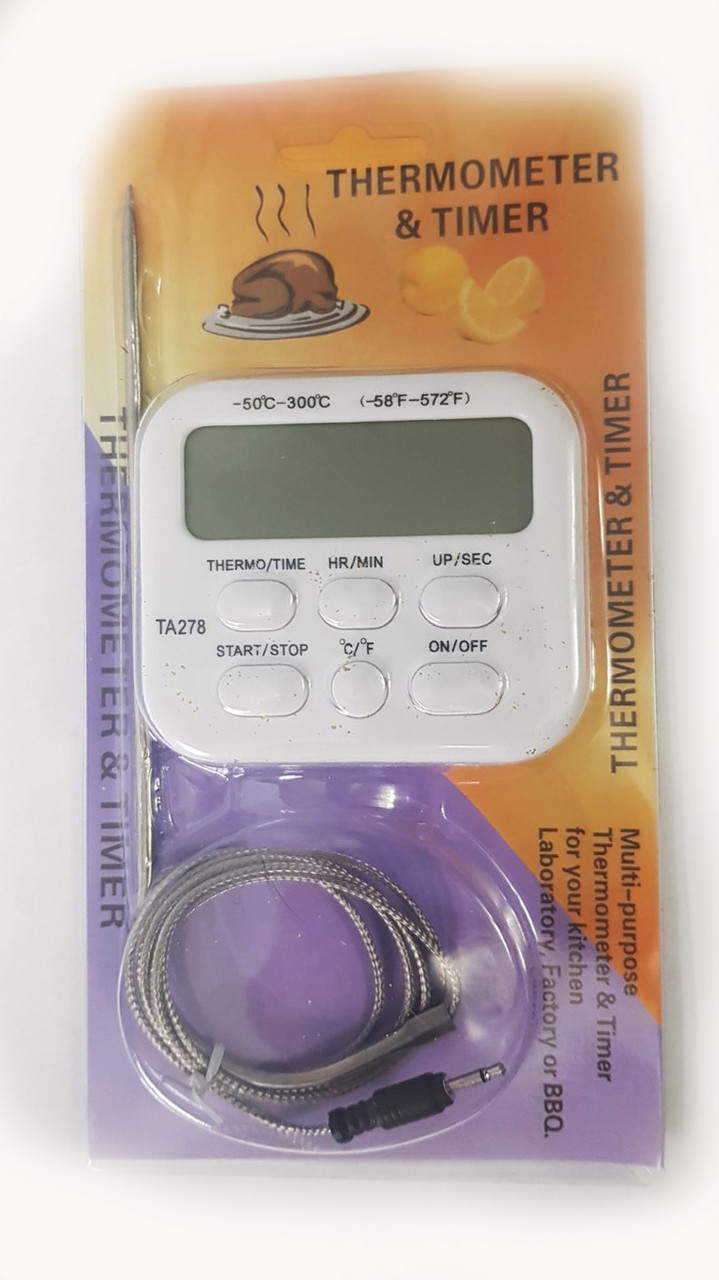 THERMOMETER
& TIMER
-50℃-300℃ (-58℉-572℉)
THERMO/TIME HR/MIN UP/SEC
TA278
START/STOP ℃/℉ ON/OFF
THERMOMETER & TIMER
THERMOMETER & TIMER
Multi-purpose
Thermometer & Timer
for your kitchen
Laboratory, Factory or BBQ.